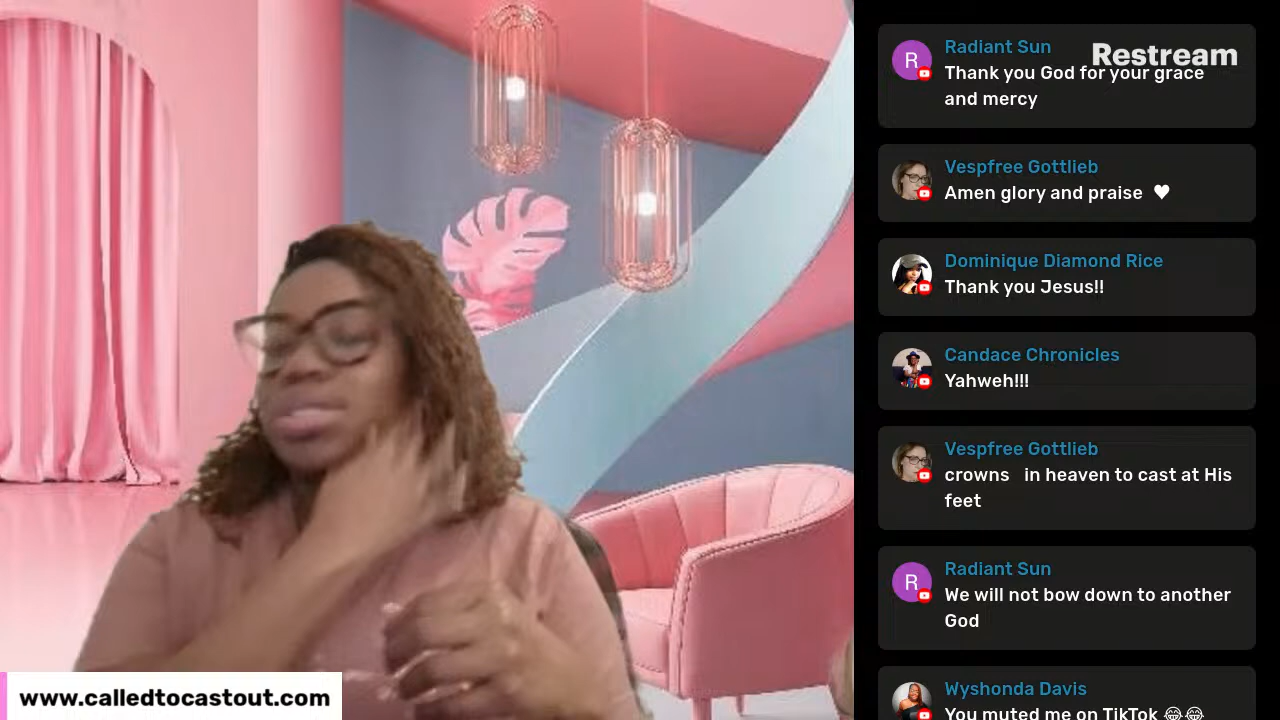 Radiant Sun
Restream
Thank you God for your grace
and mercy
Vespfree Gottlieb
Amen glory and praise ♥
Dominique Diamond Rice
Thank you Jesus!!
Candace Chronicles
Yahweh!!!
Vespfree Gottlieb
crowns in heaven to cast at His
feet
R
Radiant Sun
We will not bow down to another
God
Wyshonda Davis
You muted me on TikTok 😂😂
www.calledtocastout.com